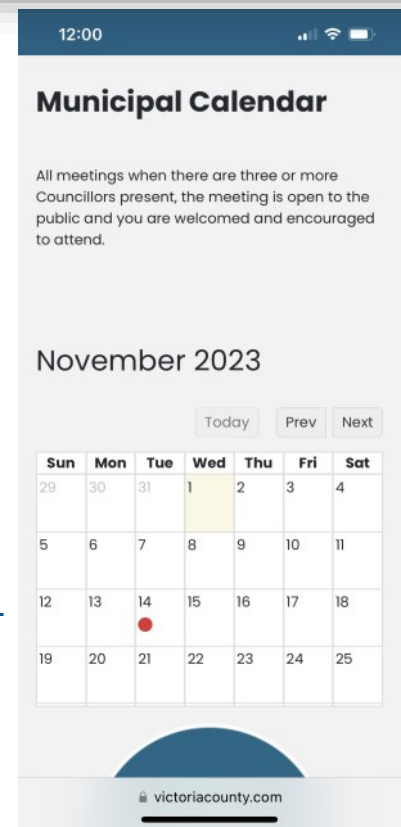 12:00
Municipal Calendar
All meetings when there are three or more
Councillors present, the meeting is open to the
public and you are welcomed and encouraged
to attend.
November 2023
Today Prev Next
Sun Mon Tue Wed Thu Fri Sat
29 30 31 1 2 3 4
5 6 7 8 9 10 11
12 13 14 15 16 17 18
19 20 21 22 23 24 25
victoriacounty.com